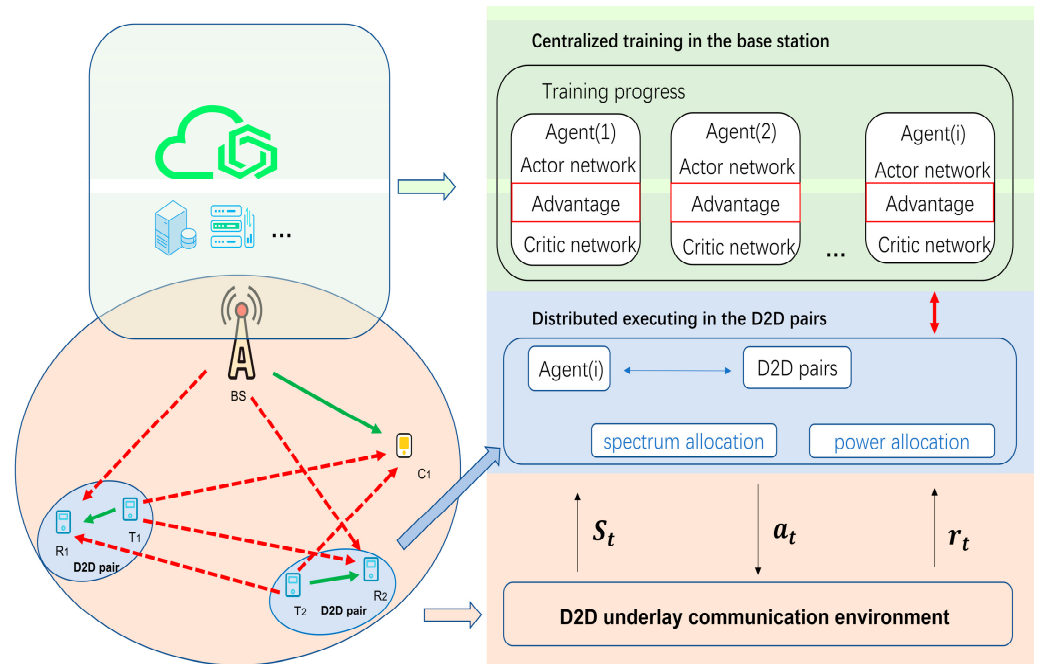 Centralized training in the base station
Training progress
Agent(1)
Actor network
Advantage
Critic network
Agent(2)
Actor network
Advantage
Critic network
...
Agent(i)
Actor network
Advantage
Critic network
...
BS
C1
R1
T1
D2D pair
T2
R2
D2D pair
Distributed executing in the D2D pairs
Agent(i)
D2D pairs
spectrum allocation
power allocation
St
at
rt
D2D underlay communication environment